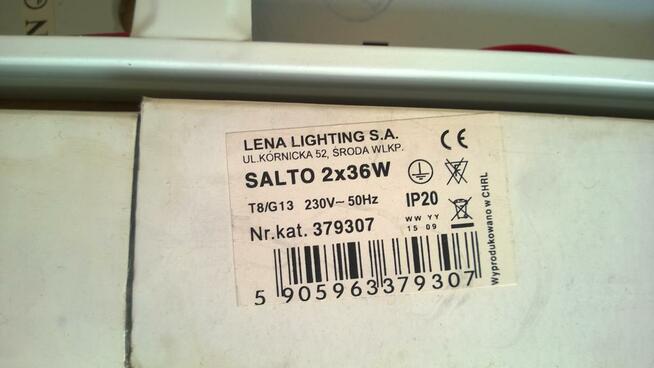 LENA LIGHTING S.A.
UL.KÓRNICKA 52, ŚRODA WLKP.
SALTO 2x36W
T8/G13 230V~ 50Hz IP20
Nr.kat. 379307
WW YY
15 09
5 905963 379307
Wyprodukowano w CHRL
CE
F
N